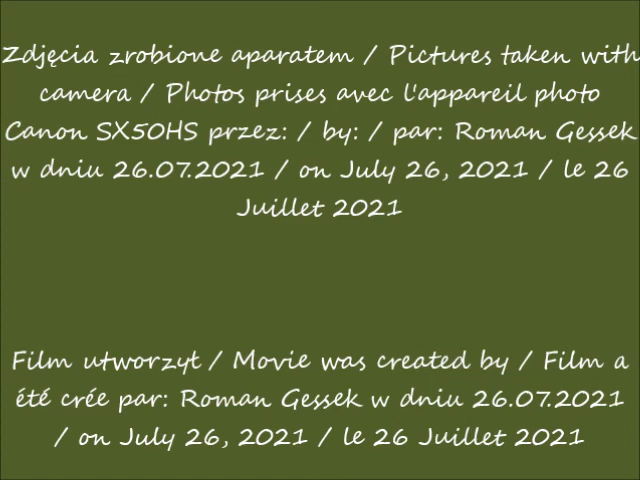 Zdjęcia zrobione aparatem / Pictures taken with
camera / Photos prises avec l'appareil photo
Canon SX50HS przez: / by: / par: Roman Gessek
w dniu 26.07.2021 / on July 26, 2021 / le 26
Juillet 2021
Film utworzył / Movie was created by / Film a
été crée par: Roman Gessek w dniu 26.07.2021
/ on July 26, 2021 / le 26 Juillet 2021